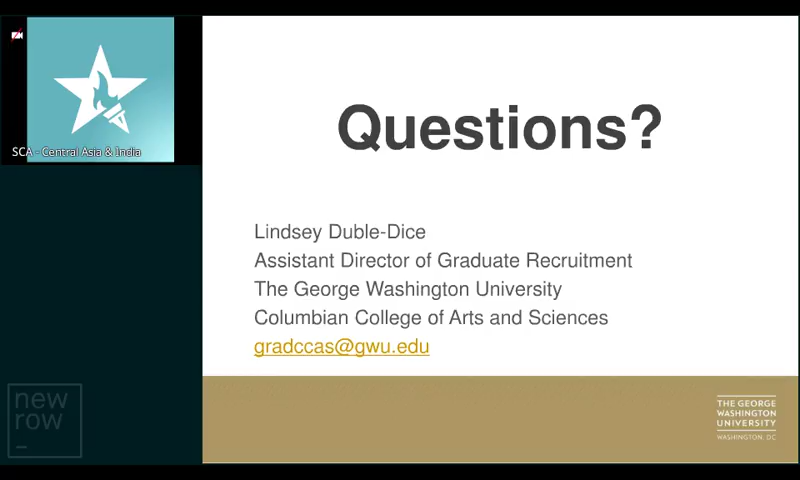 SCA - Central Asia & India
Questions?
Lindsey Duble-Dice
Assistant Director of Graduate Recruitment
The George Washington University
Columbian College of Arts and Sciences
gradccas@gwu.edu
new
row
THE GEORGE
WASHINGTON
UNIVERSITY
WASHINGTON, DC